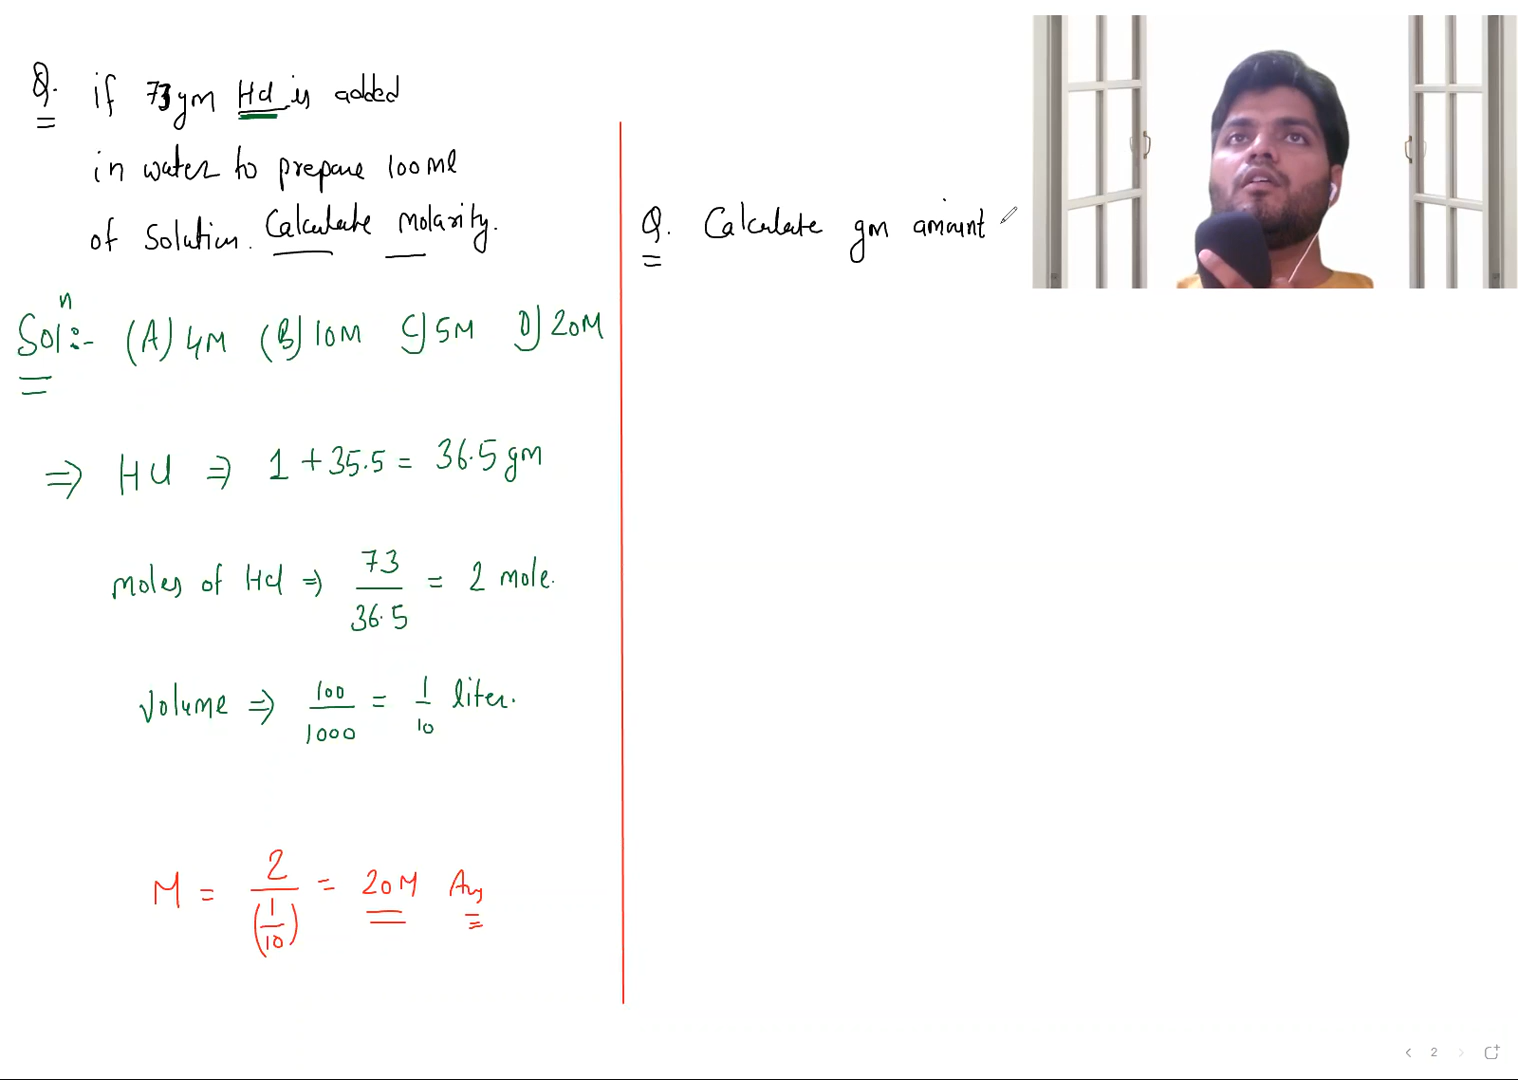 Q. if 73gm Hcl is added
in water to prepare 100ml
of Solution. Calculate molarity.
Solⁿ:- (A) 4M (B) 10M C) 5M D) 20M
⇒ HCl ⇒ 1 + 35.5 = 36.5 gm
moles of Hcl ⇒ 73/36.5 = 2 mole.
Volume ⇒ 100/1000 = 1/10 liter.
M = 2/(1/10) = 20M Ans
Q. Calculate gm amount
2